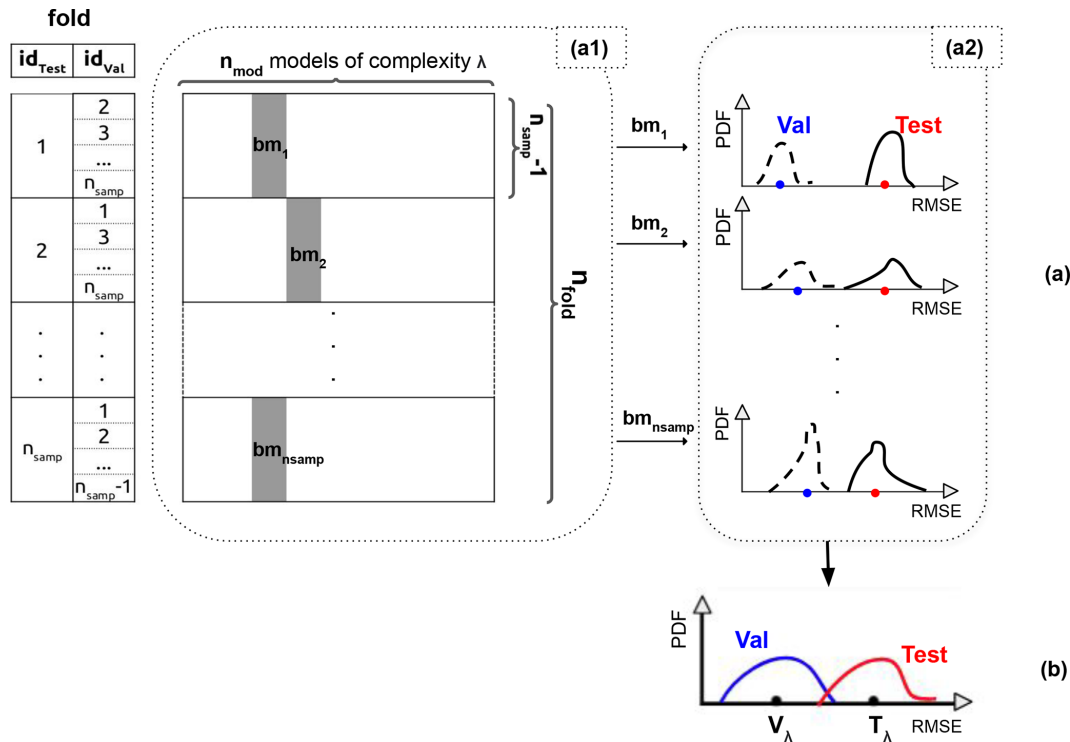 fold
id_Test id_Val
1
2
3
...
n_samp
2
1
3
...
n_samp
.
.
.
.
.
.
n_samp
1
2
...
n_samp -1
(a1)
n_mod models of complexity λ
bm_1
bm_2
.
.
.
bm_nsamp
n_samp -1
n_fold
bm_1
bm_2
bm_nsamp
(a2)
PDF
Val
Test
RMSE
PDF
RMSE
.
.
.
PDF
RMSE
(a)
PDF
Val
Test
V_λ
T_λ
RMSE
(b)